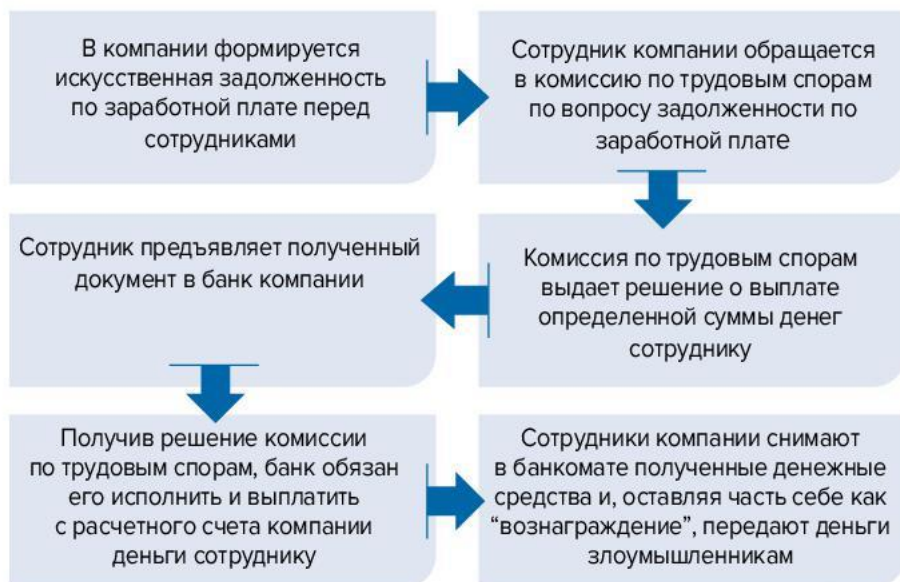 В компании формируется
искусственная задолженность
по заработной плате перед
сотрудниками
Сотрудник компании обращается
в комиссию по трудовым спорам
по вопросу задолженности по
заработной плате
Комиссия по трудовым спорам
выдает решение о выплате
определенной суммы денег
сотруднику
Сотрудник предъявляет полученный
документ в банк компании
Получив решение комиссии
по трудовым спорам, банк обязан
его исполнить и выплатить
с расчетного счета компании
деньги сотруднику
Сотрудники компании снимают
в банкомате полученные денежные
средства и, оставляя часть себе как
“вознаграждение”, передают деньги
злоумышленникам